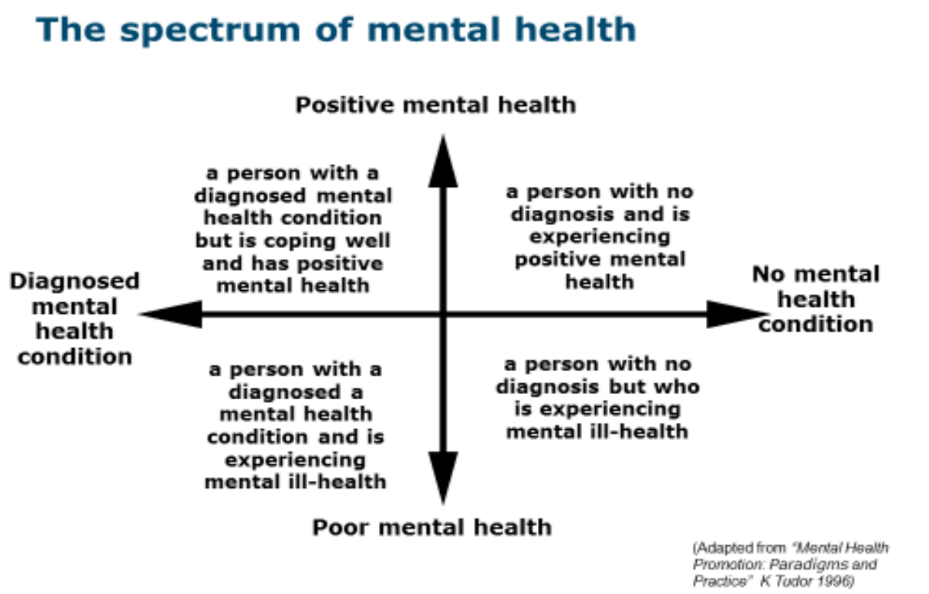 The spectrum of mental health
Positive mental health
a person with a
diagnosed mental
health condition
but is coping well
and has positive
mental health
a person with no
diagnosis and is
experiencing
positive mental
health
Diagnosed
mental
health
condition
No mental
health
condition
a person with a
diagnosed a
mental health
condition and is
experiencing
mental ill-health
a person with no
diagnosis but who
is experiencing
mental ill-health
Poor mental health
(Adapted from "Mental Health
Promotion: Paradigms and
Practice" K Tudor 1996)